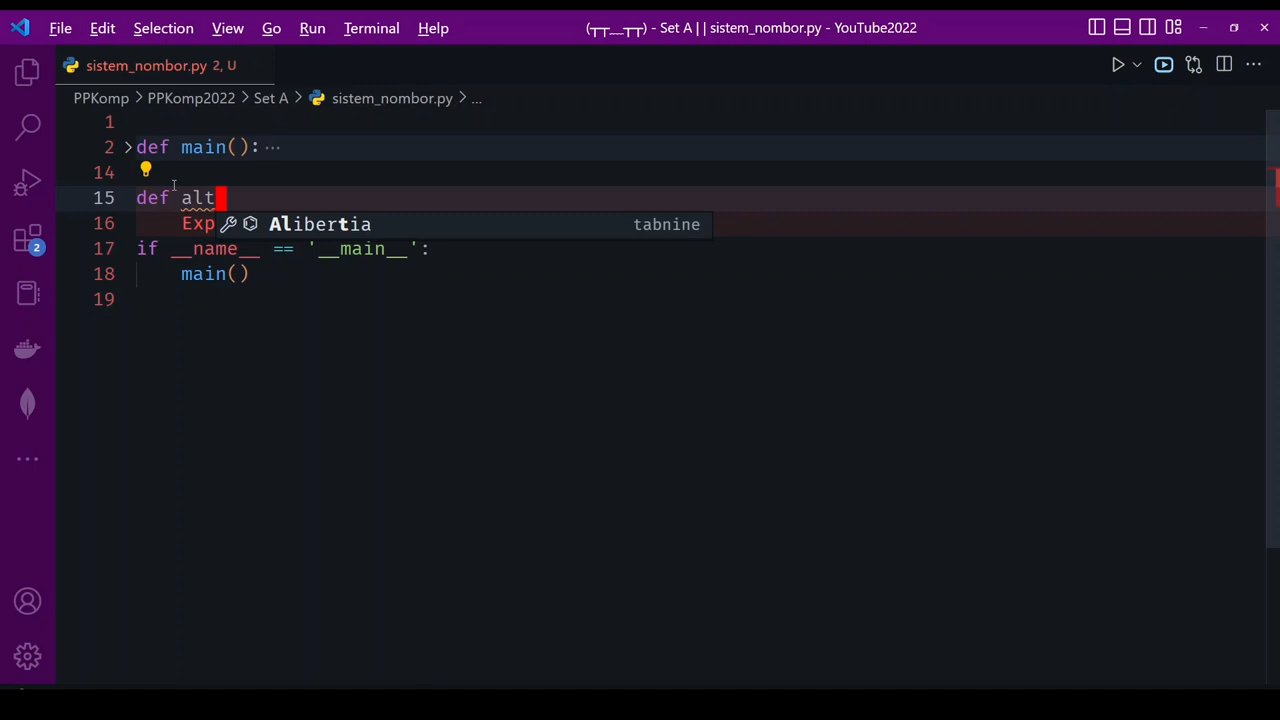 File Edit Selection View Go Run Terminal Help (┬┬﹏┬┬) - Set A | | sistem_nombor.py - YouTube2022
sistem_nombor.py 2, U
PPKomp > PPKomp2022 > Set A > sistem_nombor.py > ...
1
2 def main(): ...
14
15 def alt
16 Exp Alibertia tabnine
17 if __name__ == '__main__':
18 main()
19
2